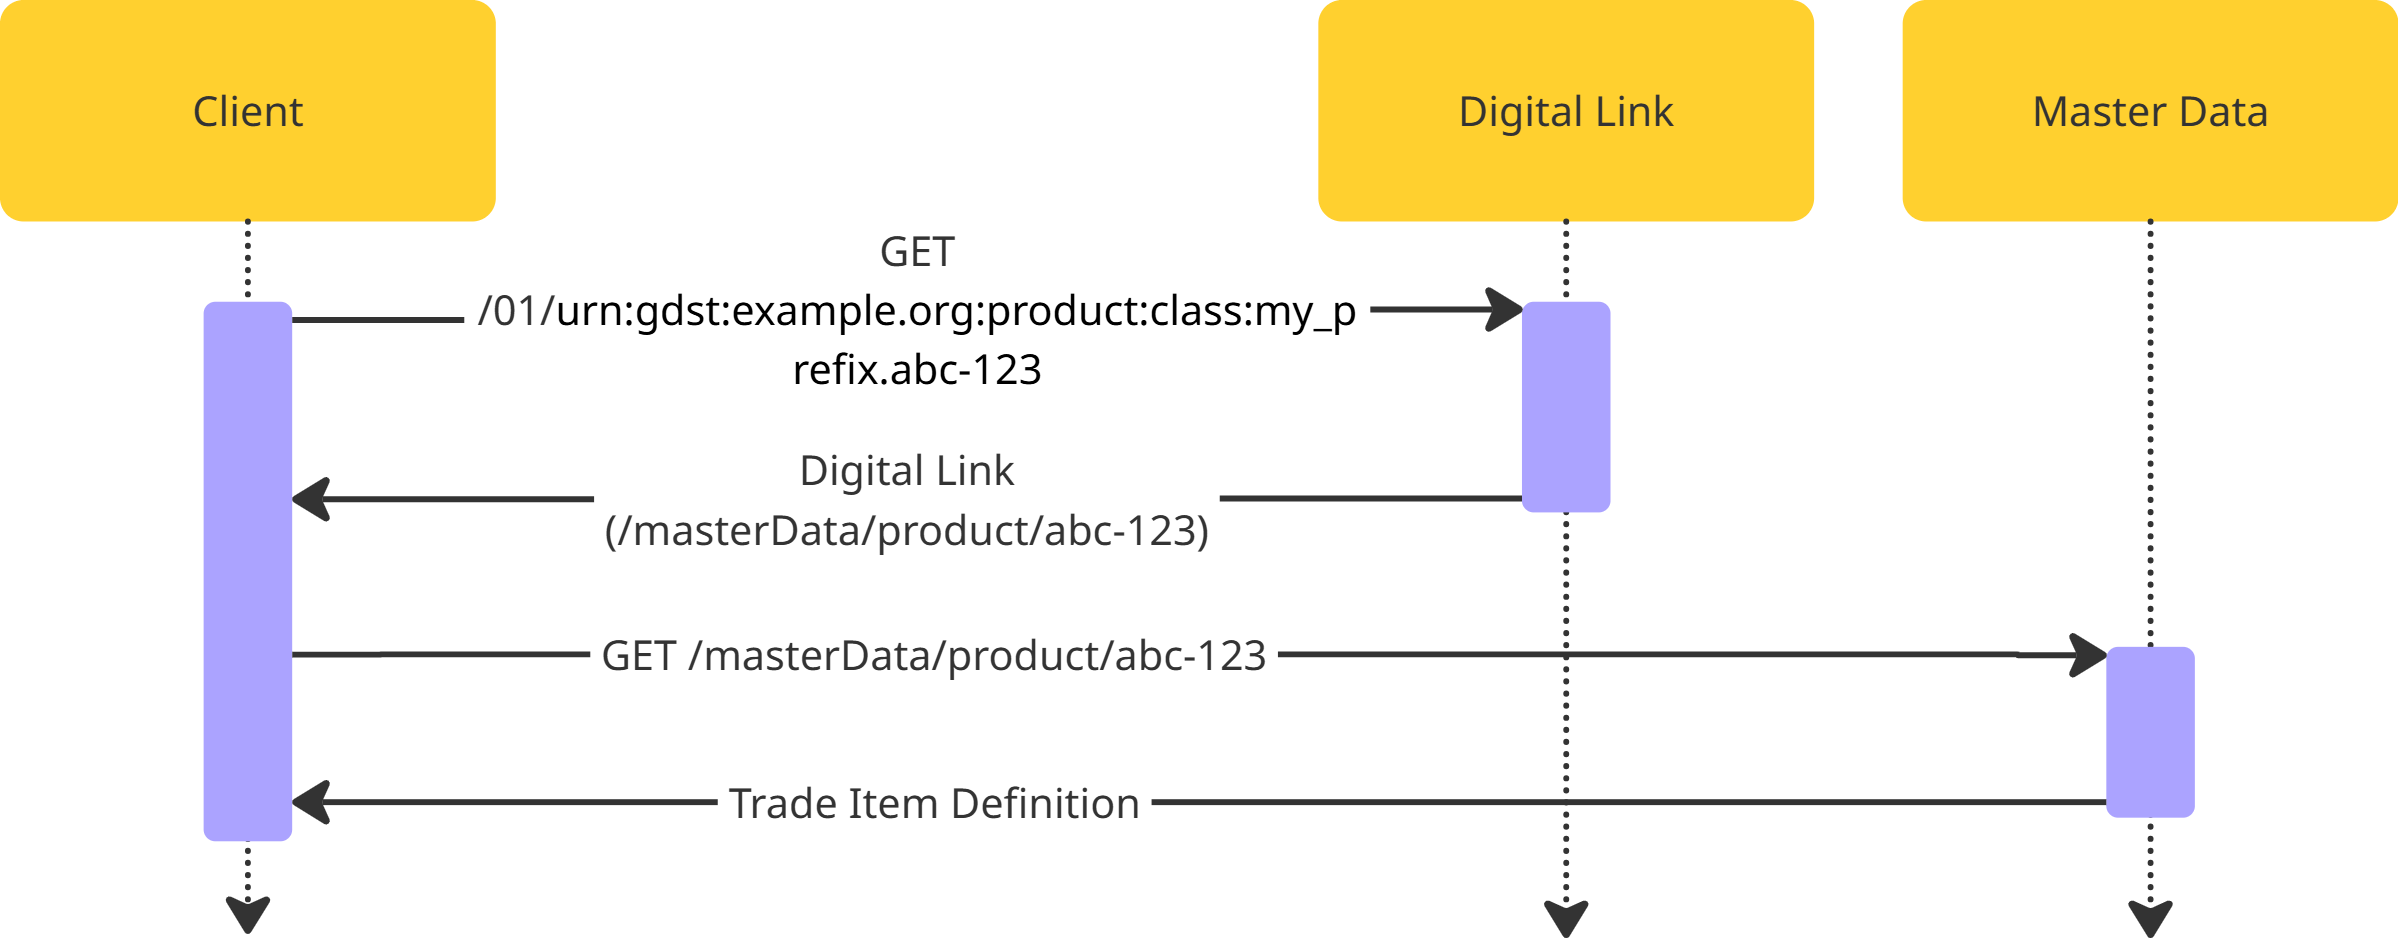 Client
Digital Link
Master Data
GET
/01/urn:gdst:example.org:product:class:my_p
refix.abc-123
Digital Link
(/masterData/product/abc-123)
GET /masterData/product/abc-123
Trade Item Definition